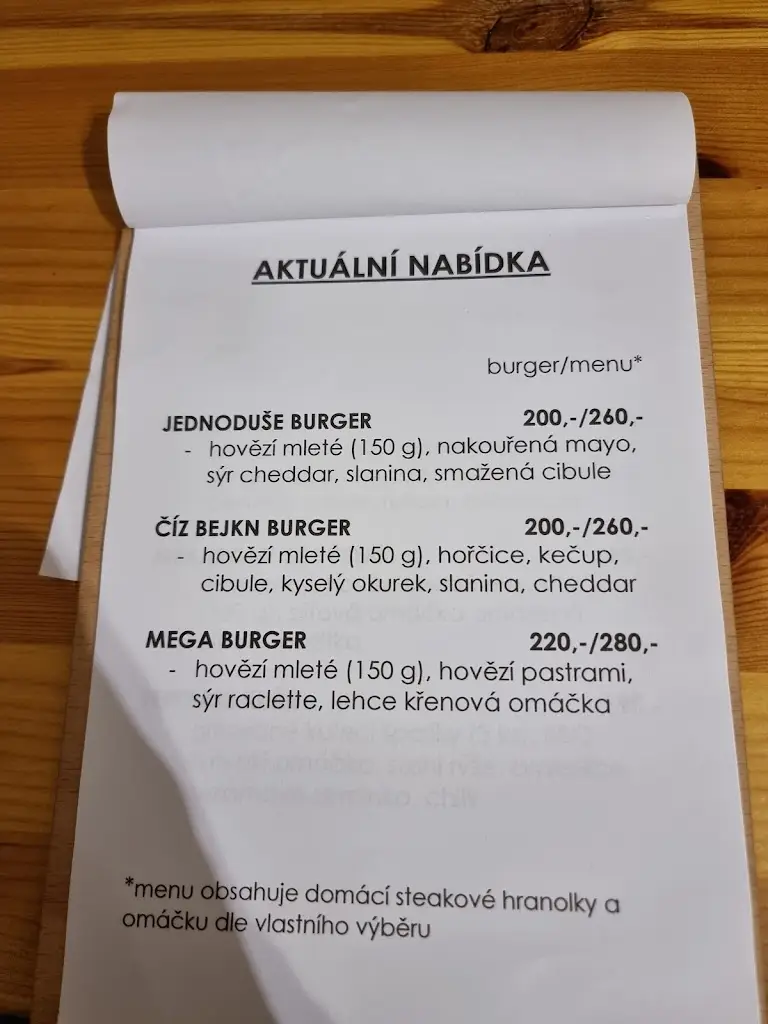 AKTUÁLNÍ NABÍDKA
burger/menu*
JEDNODUŠE BURGER 200,-/260,-
- hovězí mleté (150 g), nakouřená mayo,
sýr cheddar, slanina, smažená cibule
ČÍZ BEJKN BURGER 200,-/260,-
- hovězí mleté (150 g), hořčice, kečup,
cibule, kyselý okurek, slanina, cheddar
MEGA BURGER 220,-/280,-
- hovězí mleté (150 g), hovězí pastrami,
sýr raclette, lehce křenová omáčka
*menu obsahuje domácí steakové hranolky a
omáčku dle vlastního výběru